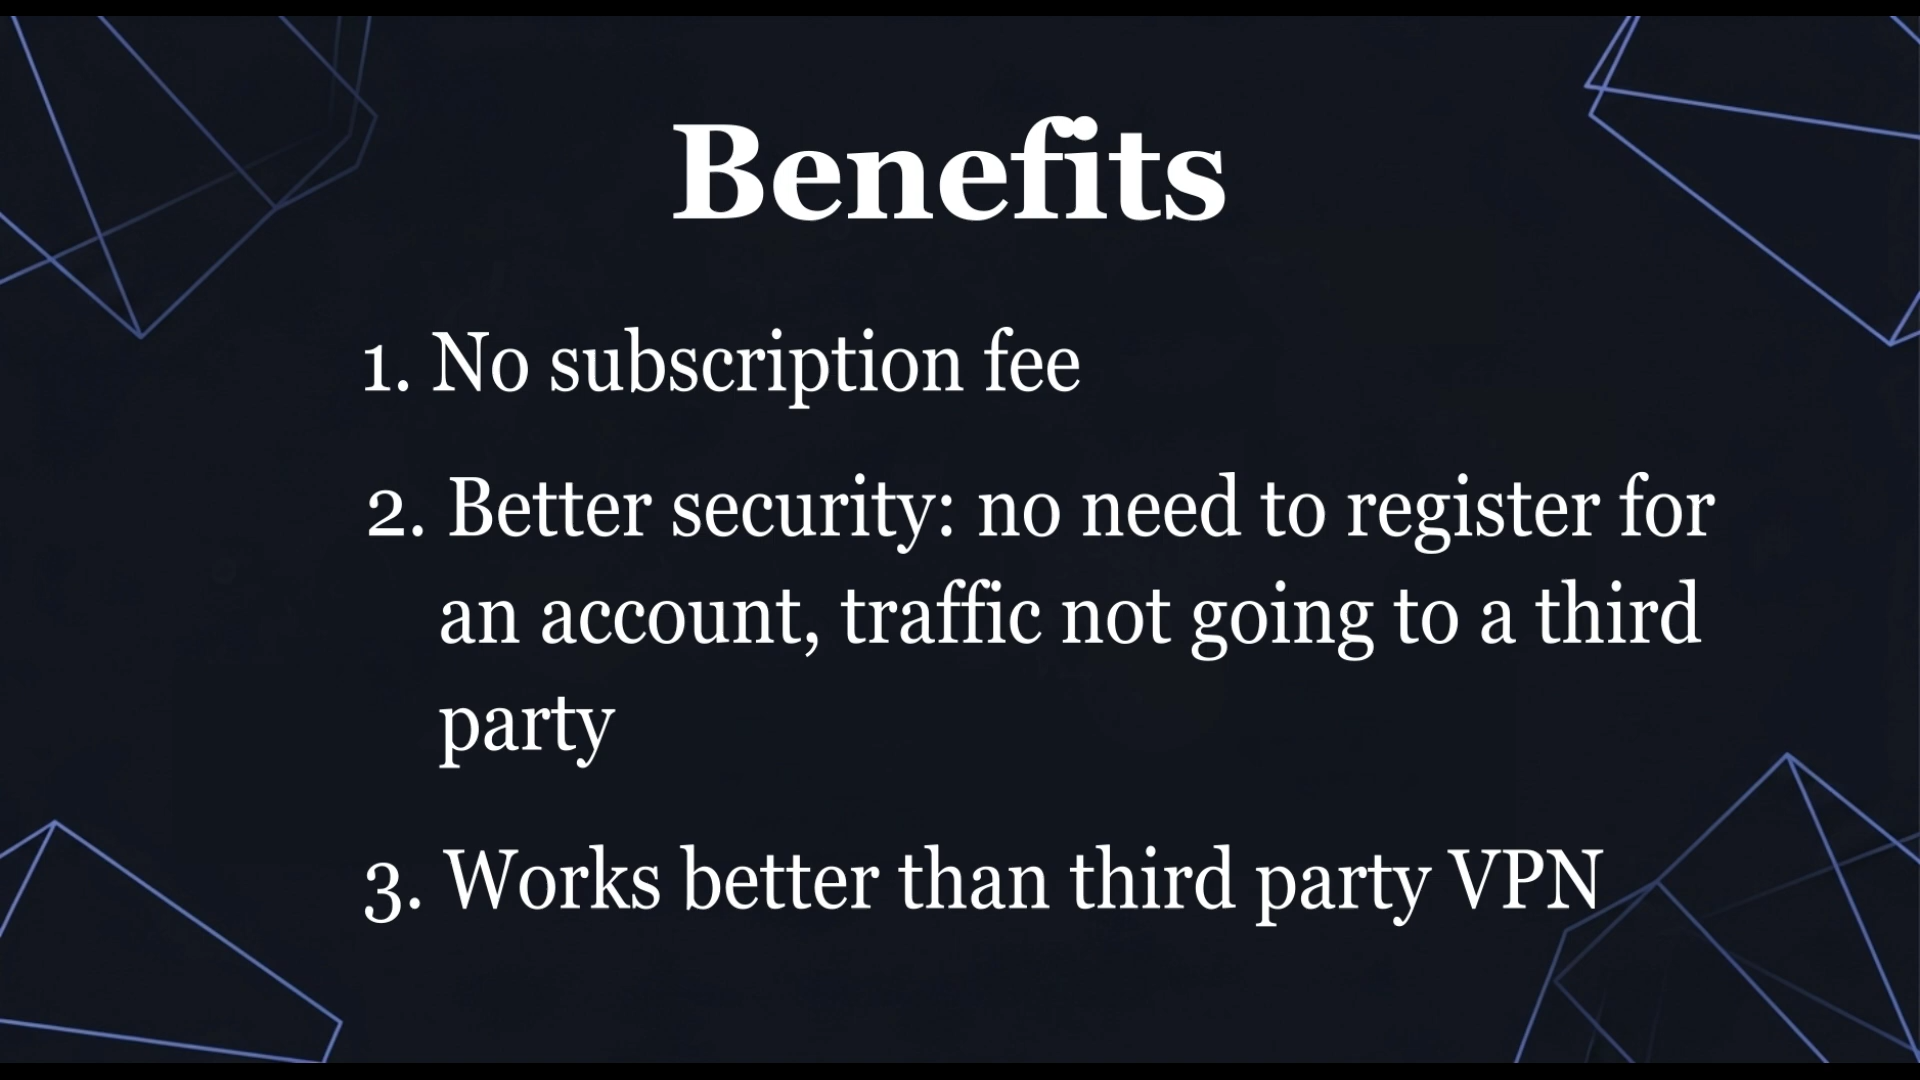 Benefits
1. No subscription fee
2. Better security: no need to register for
an account, traffic not going to a third
party
3. Works better than third party VPN